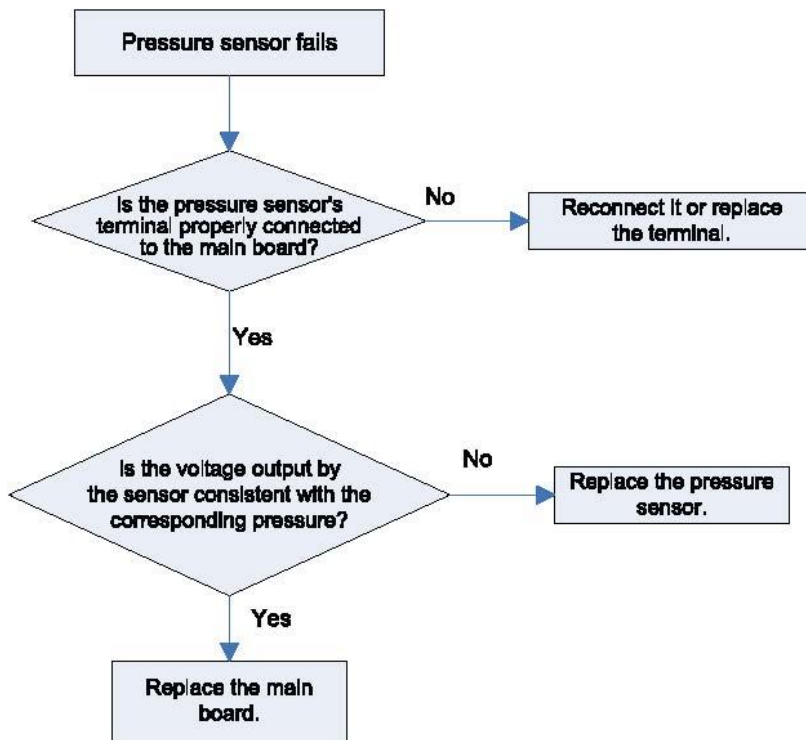 Pressure sensor fails
Is the pressure sensor's
terminal properly connected
to the main board?
No
Reconnect it or replace
the terminal.
Yes
Is the voltage output by
the sensor consistent with the
corresponding pressure?
No
Replace the pressure
sensor.
Yes
Replace the main
board.